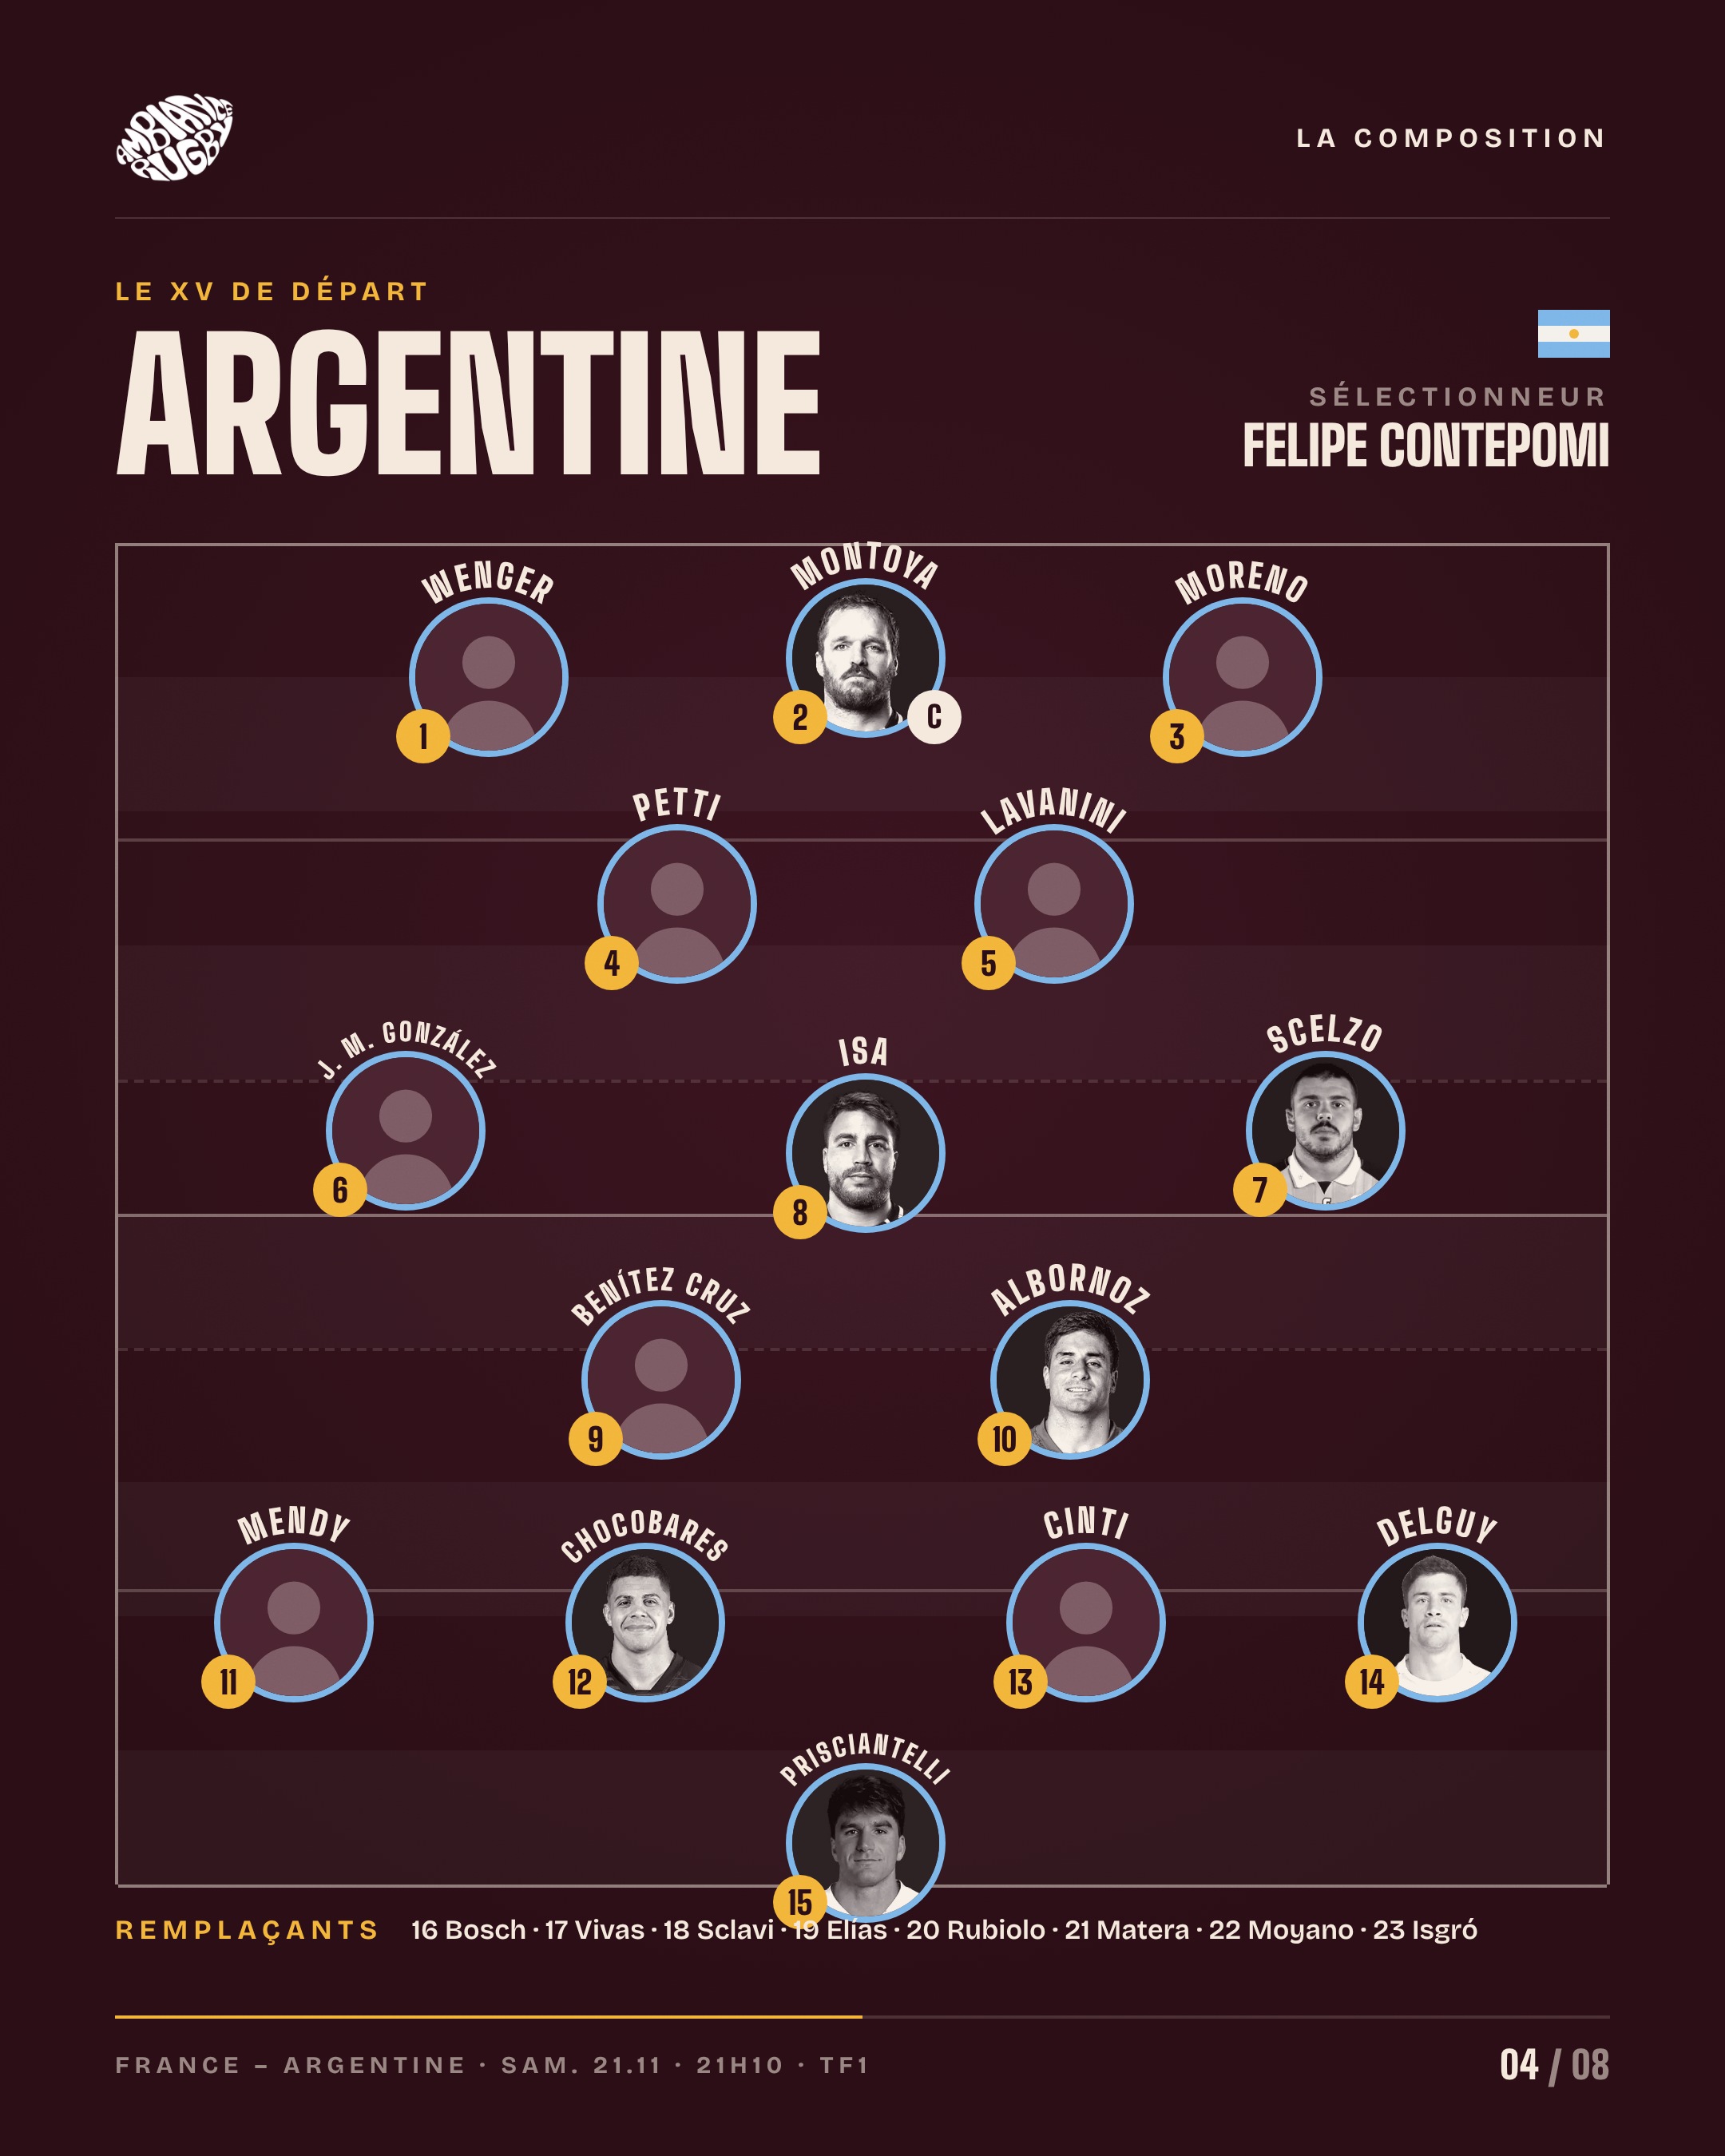 AMBIANCE
RUGBY
LA COMPOSITION
LE XV DE DÉPART
ARGENTINE
SÉLECTIONNEUR
FELIPE CONTEPOMI
WENGER
MONTOYA
MORENO
1
2
C
3
PETTI
LAVANINI
4
5
J. M. GONZÁLEZ
ISA
SCELZO
6
8
7
BENÍTEZ CRUZ
ALBORNOZ
9
10
MENDY
CHOCOBARES
CINTI
DELGUY
11
12
13
14
PRISCIANTELLI
15
REMPLAÇANTS 16 Bosch · 17 Vivas · 18 Sclavi · 19 Elías · 20 Rubiolo · 21 Matera · 22 Moyano · 23 Isgró
FRANCE – ARGENTINE · SAM. 21.11 · 21H10 · TF1
04 / 08